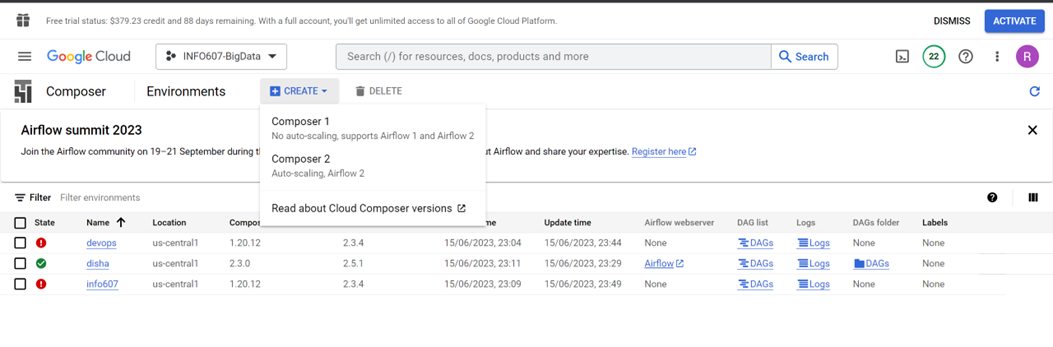 Free trial status: $379.23 credit and 88 days remaining. With a full account, you'll get unlimited access to all of Google Cloud Platform. DISMISS ACTIVATE
Google Cloud INFO607-BigData Search (/) for resources, docs, products and more Search 22 R
Composer Environments CREATE DELETE
Composer 1
No auto-scaling, supports Airflow 1 and Airflow 2
Composer 2
Auto-scaling, Airflow 2
Read about Cloud Composer versions
Airflow summit 2023
Join the Airflow community on 19–21 September during t ut Airflow and share your expertise. Register here
Filter Filter environments
State Name Location Compos me Update time Airflow webserver DAG list Logs DAGs folder Labels
devops us-central1 1.20.12 2.3.4 15/06/2023, 23:04 15/06/2023, 23:44 None DAGs Logs None None
disha us-central1 2.3.0 2.5.1 15/06/2023, 23:11 15/06/2023, 23:29 Airflow DAGs Logs DAGs None
info607 us-central1 1.20.12 2.3.4 15/06/2023, 23:09 15/06/2023, 23:49 None DAGs Logs None None